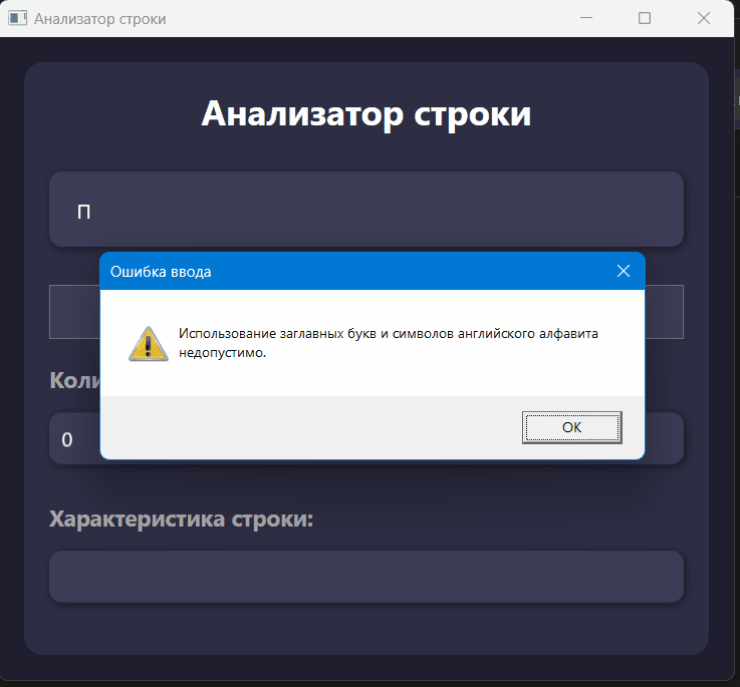 Анализатор строки
Анализатор строки
П
Ошибка ввода
Использование заглавных букв и символов английского алфавита
недопустимо.
OK
Коли
0
Характеристика строки: